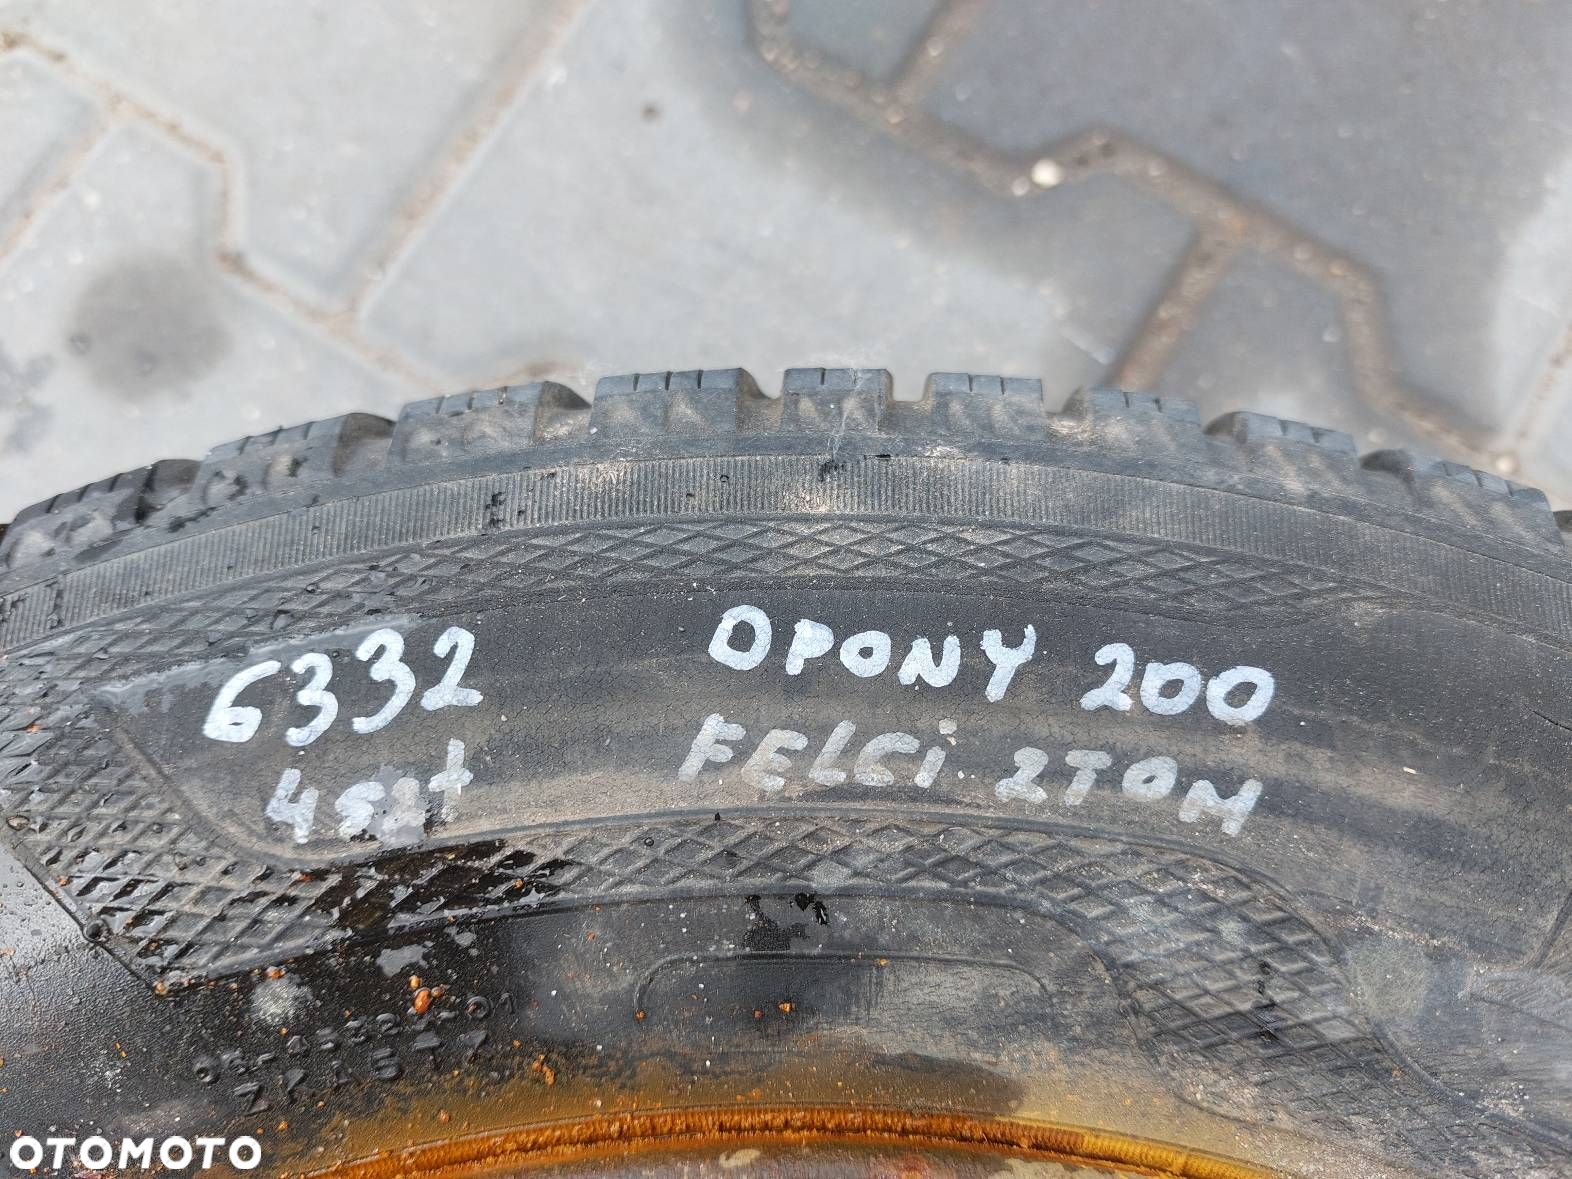 6332 OPONY 200
4szt FELGi 2TOM
OTOMOTO